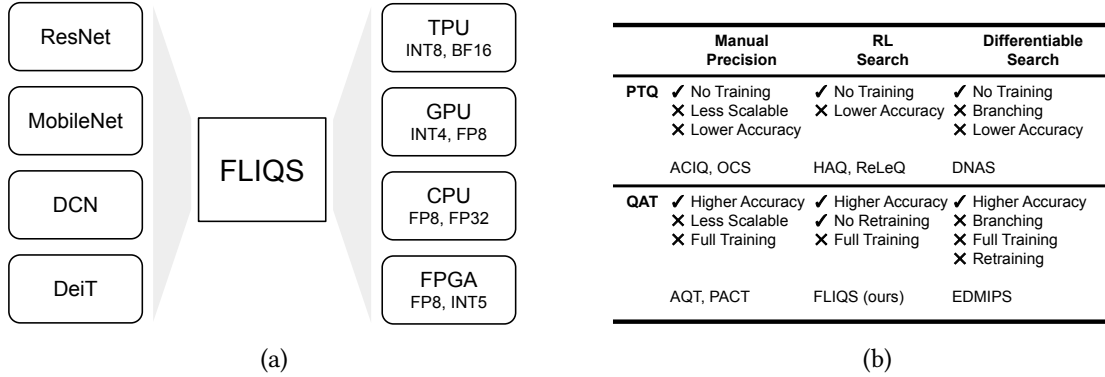 ResNet
MobileNet
DCN
DeiT
FLIQS
TPU
INT8, BF16
GPU
INT4, FP8
CPU
FP8, FP32
FPGA
FP8, INT5
(a)
Manual Precision RL Search Differentiable Search
PTQ ✓ No Training ✓ No Training ✓ No Training
✗ Less Scalable ✗ Lower Accuracy ✗ Branching
✗ Lower Accuracy ✗ Lower Accuracy
ACIQ, OCS HAQ, ReLeQ DNAS
QAT ✓ Higher Accuracy ✓ Higher Accuracy ✓ Higher Accuracy
✗ Less Scalable ✓ No Retraining ✗ Branching
✗ Full Training ✗ Full Training ✗ Full Training
✗ Retraining
AQT, PACT FLIQS (ours) EDMIPS
(b)